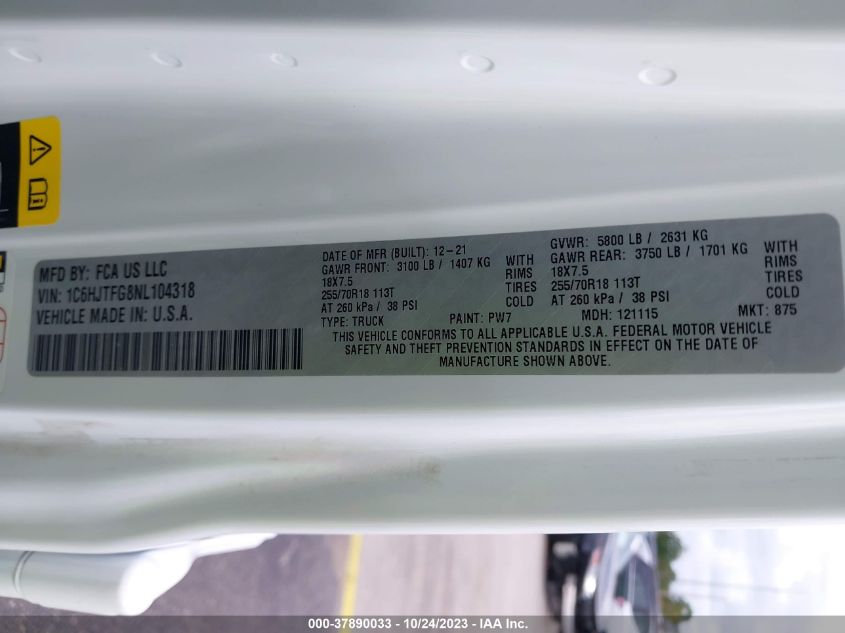 MFD BY: FCA US LLC
VIN: 1C6HJTFG8NL104318
VEHICLE MADE IN: U.S.A.
DATE OF MFR (BUILT): 12-21
GAWR FRONT: 3100 LB / 1407 KG WITH
18X7.5 RIMS
255/70R18 113T TIRES
AT 260 kPa / 38 PSI COLD
GVWR: 5800 LB / 2631 KG
GAWR REAR: 3750 LB / 1701 KG WITH
18X7.5 RIMS
255/70R18 113T TIRES
AT 260 kPa / 38 PSI COLD
TYPE: TRUCK PAINT: PW7 MDH: 121115 MKT: 875
THIS VEHICLE CONFORMS TO ALL APPLICABLE U.S.A. FEDERAL MOTOR VEHICLE
SAFETY AND THEFT PREVENTION STANDARDS IN EFFECT ON THE DATE OF
MANUFACTURE SHOWN ABOVE.
000-37890033 - 10/24/2023 - IAA Inc.